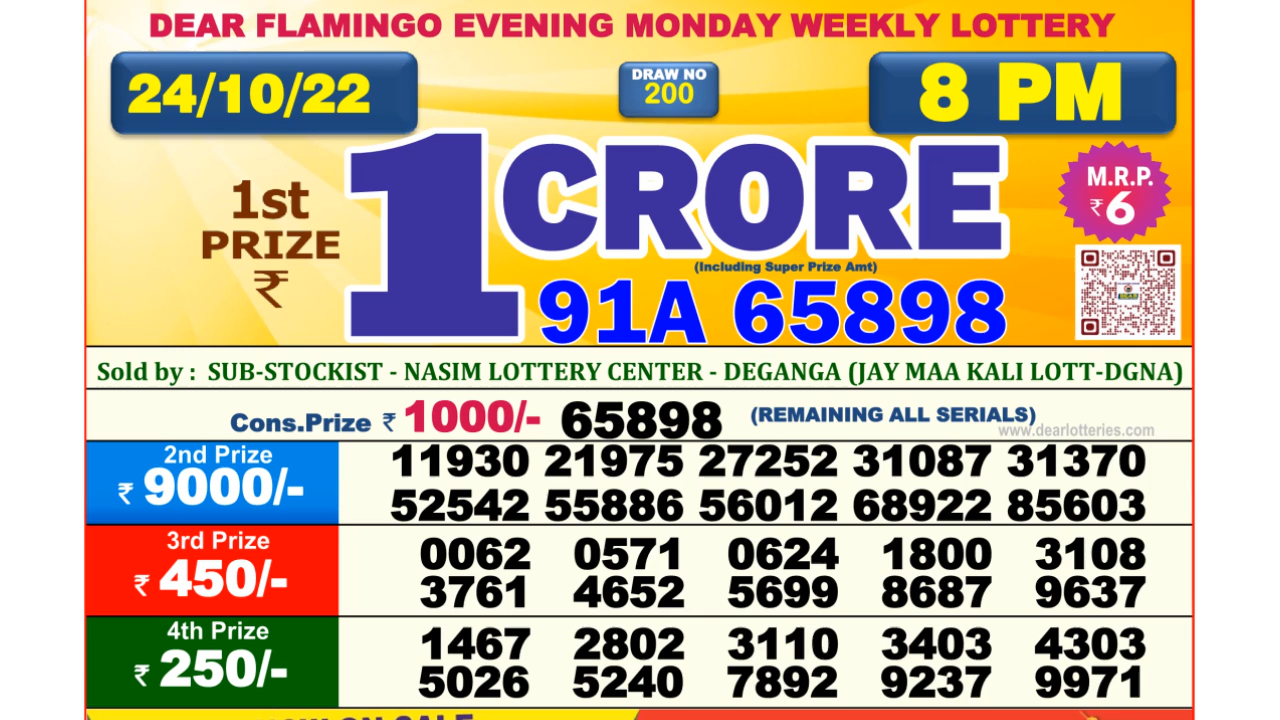 DEAR FLAMINGO EVENING MONDAY WEEKLY LOTTERY
24/10/22
DRAW NO
200
8 PM
1st
PRIZE
₹
1 CRORE
(Including Super Prize Amt)
91A 65898
M.R.P.
₹6
Sold by : SUB-STOCKIST - NASIM LOTTERY CENTER - DEGANGA (JAY MAA KALI LOTT-DGNA)
Cons.Prize ₹ 1000/- 65898 (REMAINING ALL SERIALS)
www.dearlotteries.com
2nd Prize
₹ 9000/-
11930 21975 27252 31087 31370
52542 55886 56012 68922 85603
3rd Prize
₹ 450/-
0062 0571 0624 1800 3108
3761 4652 5699 8687 9637
4th Prize
₹ 250/-
1467 2802 3110 3403 4303
5026 5240 7892 9237 9971